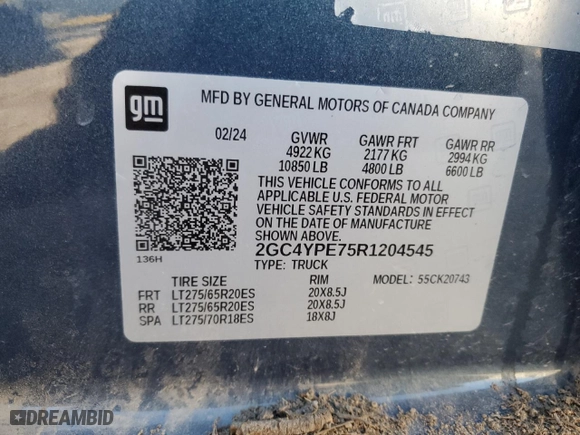 gm
MFD BY GENERAL MOTORS OF CANADA COMPANY
02/24 GVWR GAWR FRT GAWR RR
4922 KG 2177 KG 2994 KG
10850 LB 4800 LB 6600 LB
THIS VEHICLE CONFORMS TO ALL
APPLICABLE U.S. FEDERAL MOTOR
VEHICLE SAFETY STANDARDS IN EFFECT
ON THE DATE OF MANUFACTURE
SHOWN ABOVE.
136H
2GC4YPE75R1204545
TYPE: TRUCK
TIRE SIZE RIM MODEL: 55CK20743
FRT LT275/65R20ES 20X8.5J
RR LT275/65R20ES 20X8.5J
SPA LT275/70R18ES 18X8J
DREAMBID